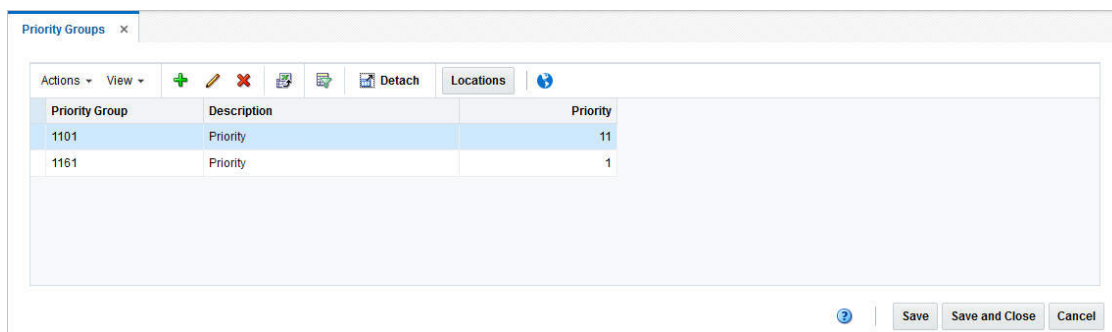 Priority Groups ×
Actions View Detach Locations
Priority Group Description Priority
1101 Priority 11
1161 Priority 1
? Save Save and Close Cancel